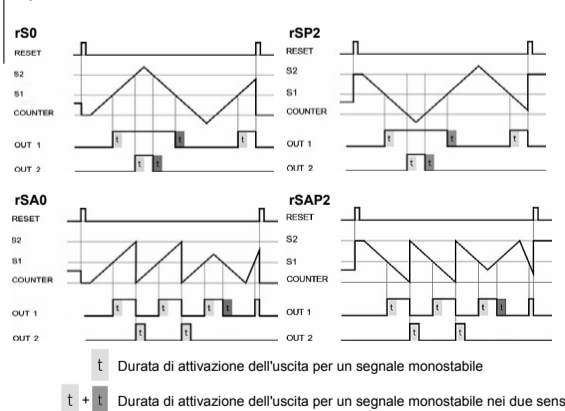 rS0
RESET
S2
S1
COUNTER
OUT 1
t
t
t
OUT 2
t
t
rSP2
RESET
S2
S1
COUNTER
OUT 1
t
t
t
OUT 2
t
t
rSA0
RESET
S2
S1
COUNTER
OUT 1
t
t
t
t
OUT 2
t
t
rSAP2
RESET
S2
S1
COUNTER
OUT 1
t
t
t
t
OUT 2
t
t
t Durata di attivazione dell'uscita per un segnale monostabile
t + t Durata di attivazione dell'uscita per un segnale monostabile nei due sens